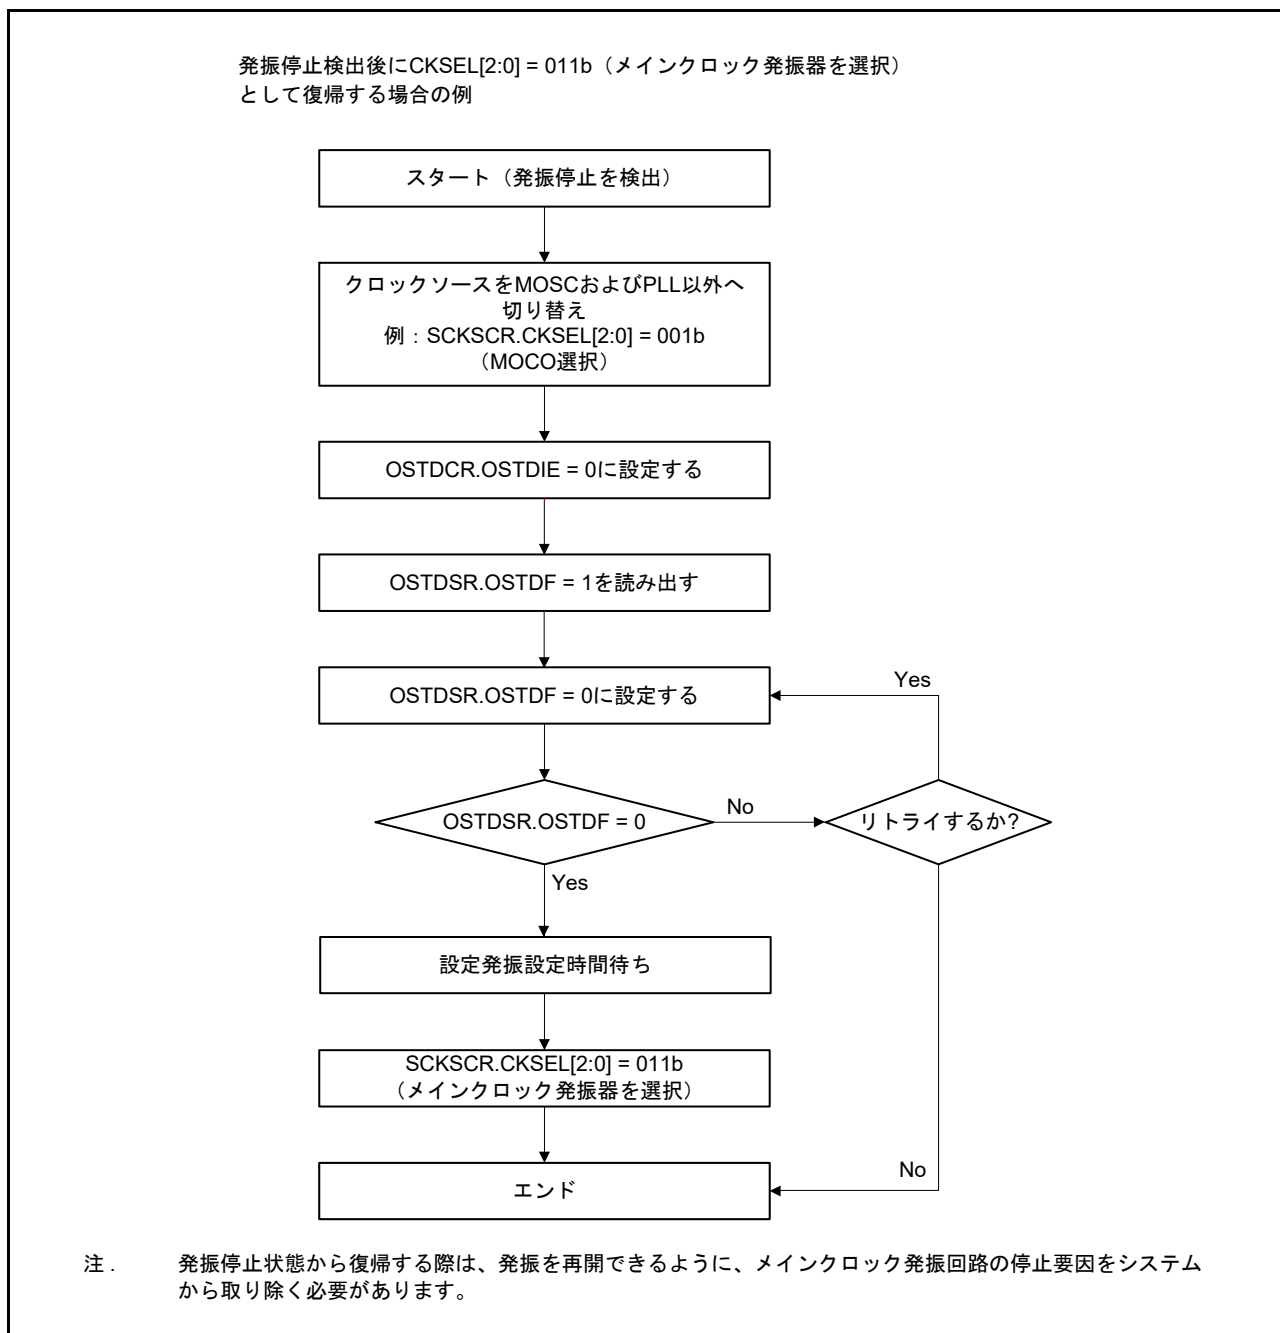 発振停止検出後にCKSEL[2:0] = 011b（メインクロック発振器を選択）
として復帰する場合の例
スタート（発振停止を検出）
クロックソースをMOSCおよびPLL以外へ
切り替え
例：SCKSCR.CKSEL[2:0] = 001b
（MOCO選択）
OSTDCR.OSTDIE = 0に設定する
OSTDSR.OSTDF = 1を読み出す
OSTDSR.OSTDF = 0に設定する
Yes
OSTDSR.OSTDF = 0
No
リトライするか?
Yes
設定発振設定時間待ち
SCKSCR.CKSEL[2:0] = 011b
（メインクロック発振器を選択）
No
エンド
注．　発振停止状態から復帰する際は、発振を再開できるように、メインクロック発振回路の停止要因をシステム
から取り除く必要があります。